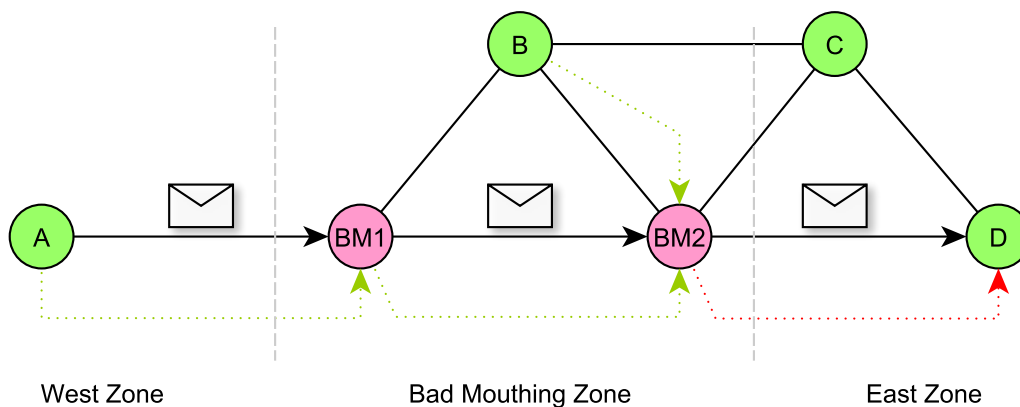 B
C
A
BM1
BM2
D
West Zone
Bad Mouthing Zone
East Zone